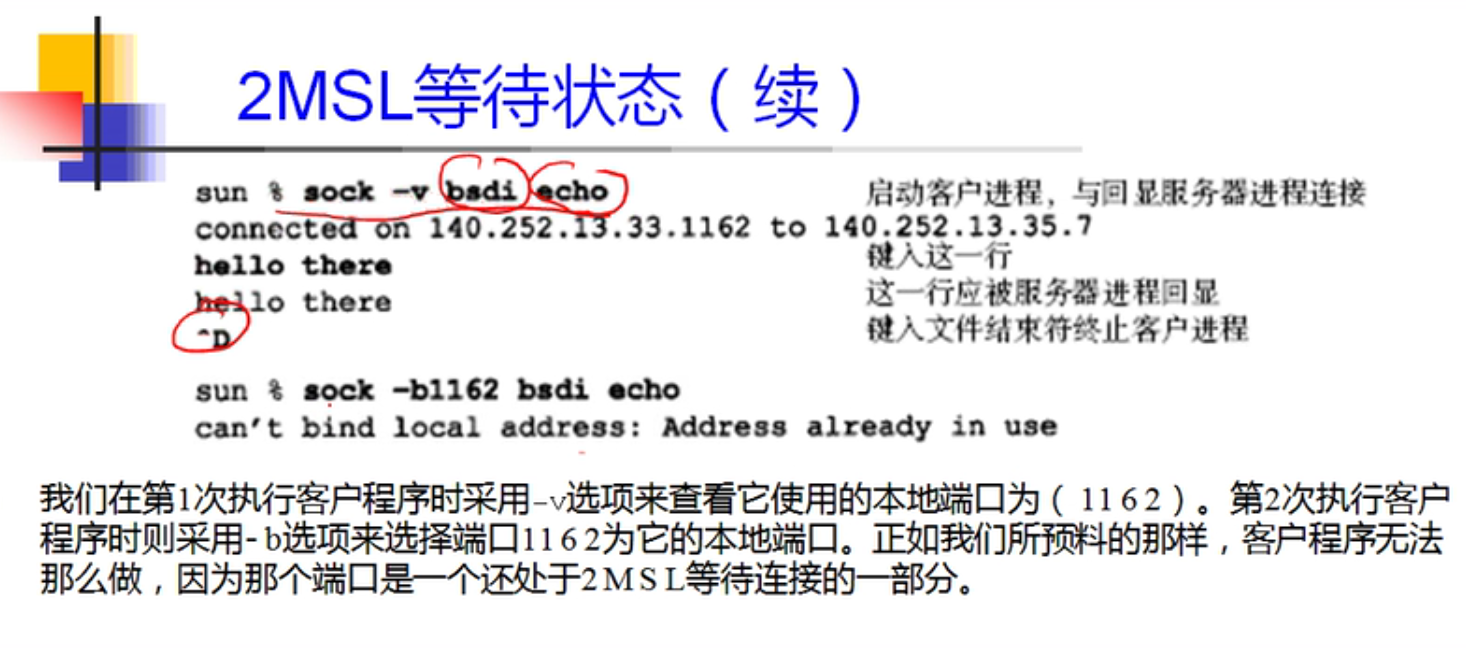 2MSL等待状态（续）
sun % sock -v bsdi echo 启动客户进程，与回显服务器进程连接
connected on 140.252.13.33.1162 to 140.252.13.35.7
hello there 键入这一行
hello there 这一行应被服务器进程回显
^D 键入文件结束符终止客户进程
sun % sock -b1162 bsdi echo
can't bind local address: Address already in use
我们在第1次执行客户程序时采用-v选项来查看它使用的本地端口为（1162）。第2次执行客户
程序时则采用-b选项来选择端口1162为它的本地端口。正如我们所预料的那样，客户程序无法
那么做，因为那个端口是一个还处于2MSL等待连接的一部分。